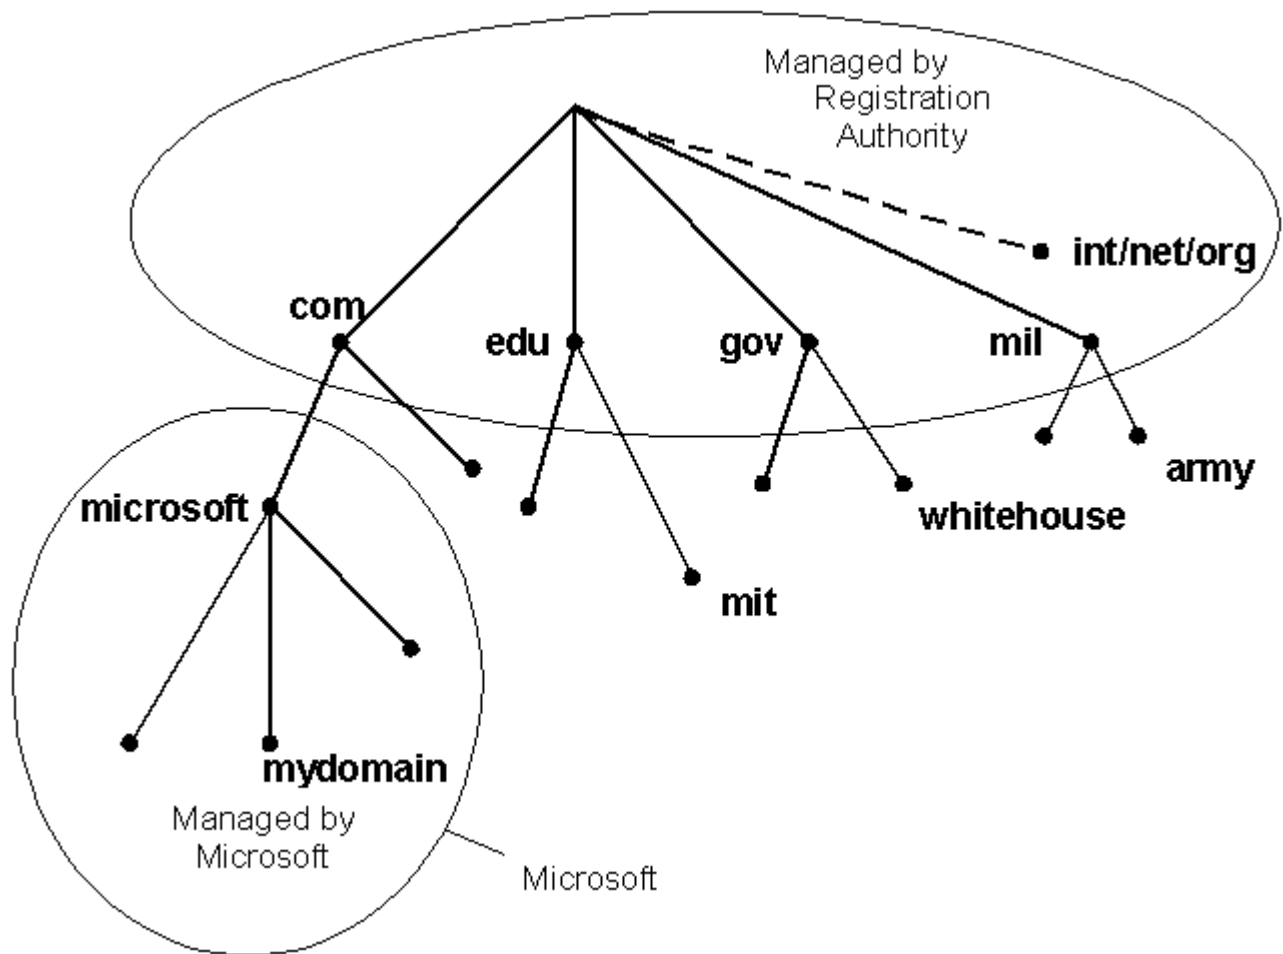 Managed by
Registration
Authority
int/net/org
com
edu
gov
mil
army
microsoft
whitehouse
mit
mydomain
Managed by
Microsoft
Microsoft